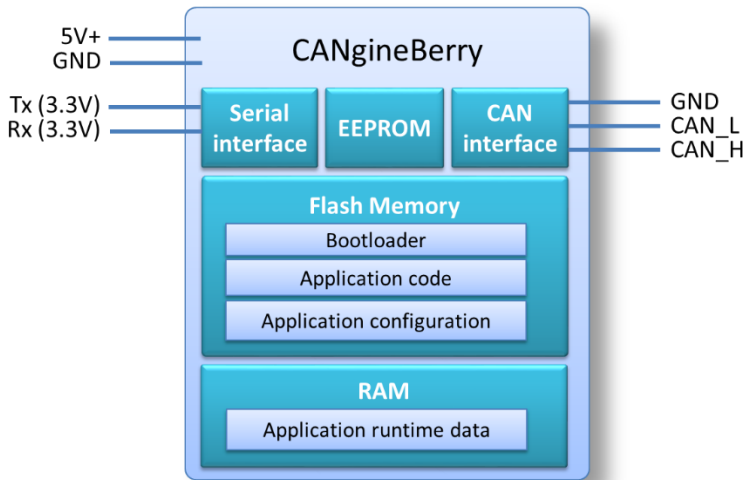 5V+
GND
CANgineBerry
Tx (3.3V)
Rx (3.3V)
Serial
interface
EEPROM
CAN
interface
GND
CAN_L
CAN_H
Flash Memory
Bootloader
Application code
Application configuration
RAM
Application runtime data